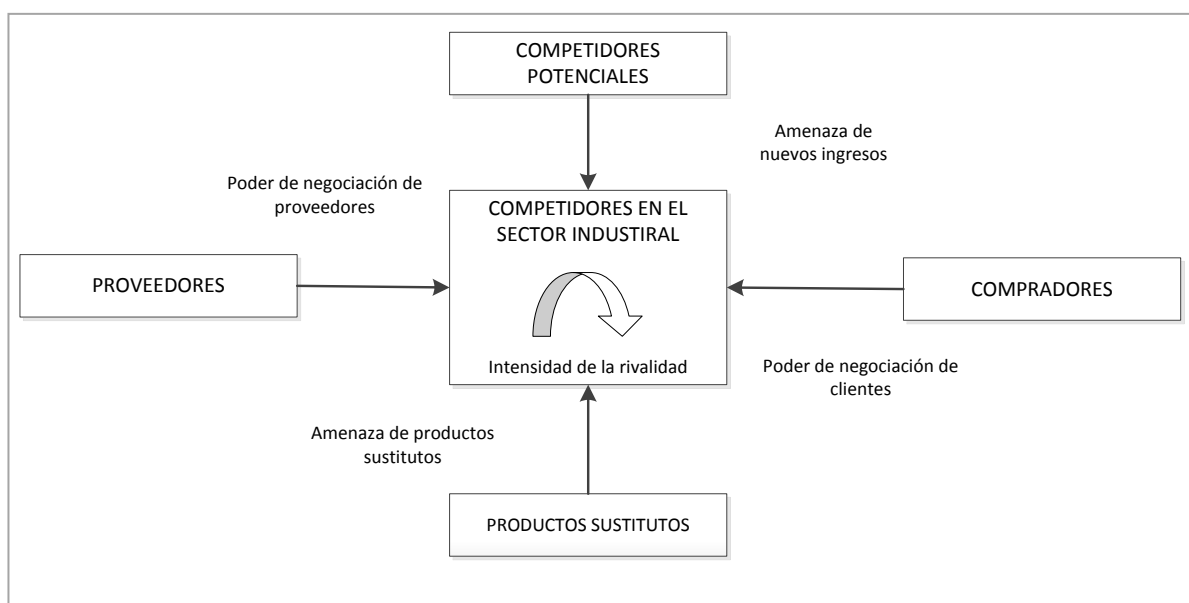 COMPETIDORES
POTENCIALES
Amenaza de
nuevos ingresos
Poder de negociación de
proveedores
COMPETIDORES EN EL
SECTOR INDUSTIRAL
PROVEEDORES
COMPRADORES
Intensidad de la rivalidad
Poder de negociación de
clientes
Amenaza de productos
sustitutos
PRODUCTOS SUSTITUTOS